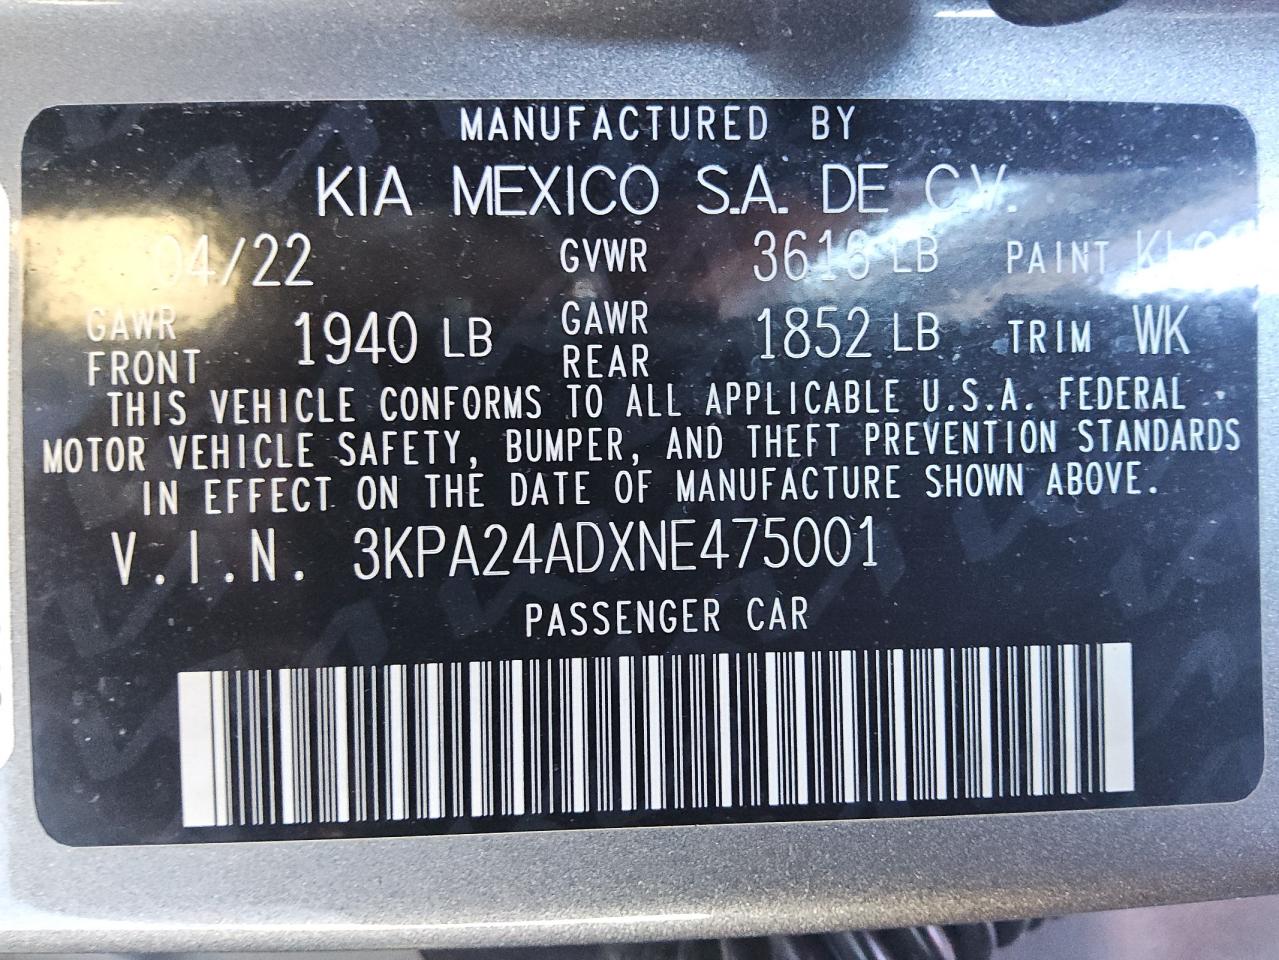 MANUFACTURED BY
KIA MEXICO S.A. DE C.V.
04/22 GVWR 3616 LB PAINT
GAWR FRONT 1940 LB GAWR REAR 1852 LB TRIM WK
THIS VEHICLE CONFORMS TO ALL APPLICABLE U.S.A. FEDERAL
MOTOR VEHICLE SAFETY, BUMPER, AND THEFT PREVENTION STANDARDS
IN EFFECT ON THE DATE OF MANUFACTURE SHOWN ABOVE.
V.I.N. 3KPA24ADXNE475001
PASSENGER CAR